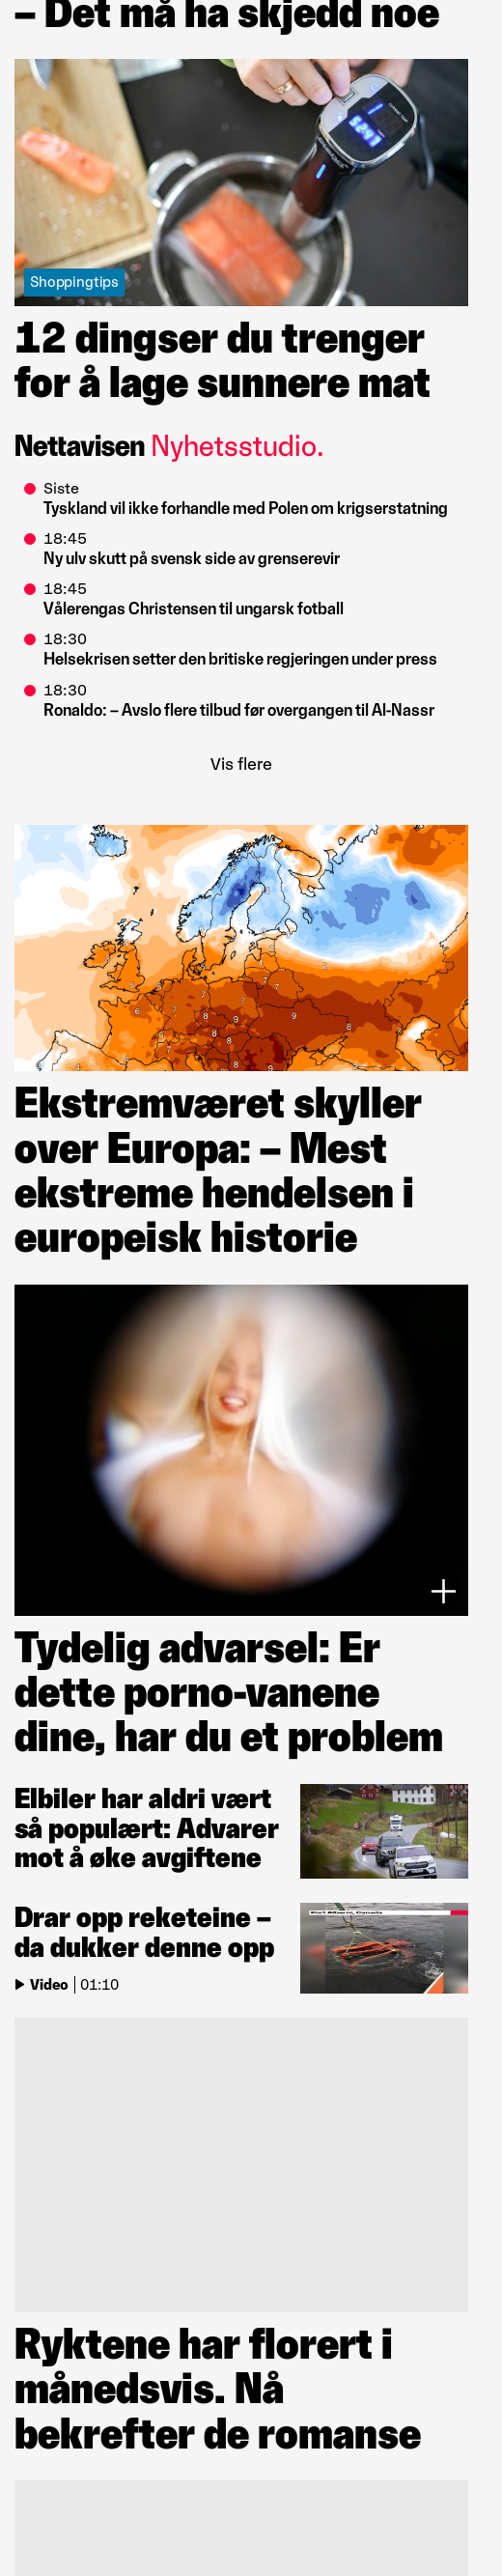 – Det må ha skjedd noe
Shoppingtips
12 dingser du trenger
for å lage sunnere mat
Nettavisen Nyhetsstudio.
Siste
Tyskland vil ikke forhandle med Polen om krigserstatning
18:45
Ny ulv skutt på svensk side av grenserevir
18:45
Vålerengas Christensen til ungarsk fotball
18:30
Helsekrisen setter den britiske regjeringen under press
18:30
Ronaldo: – Avslo flere tilbud før overgangen til Al-Nassr
Vis flere
Ekstremværet skyller
over Europa: – Mest
ekstreme hendelsen i
europeisk historie
Tydelig advarsel: Er
dette porno-vanene
dine, har du et problem
Elbiler har aldri vært
så populært: Advarer
mot å øke avgiftene
Drar opp reketeine –
da dukker denne opp
Video | 01:10
Ryktene har florert i
månedsvis. Nå
bekrefter de romanse